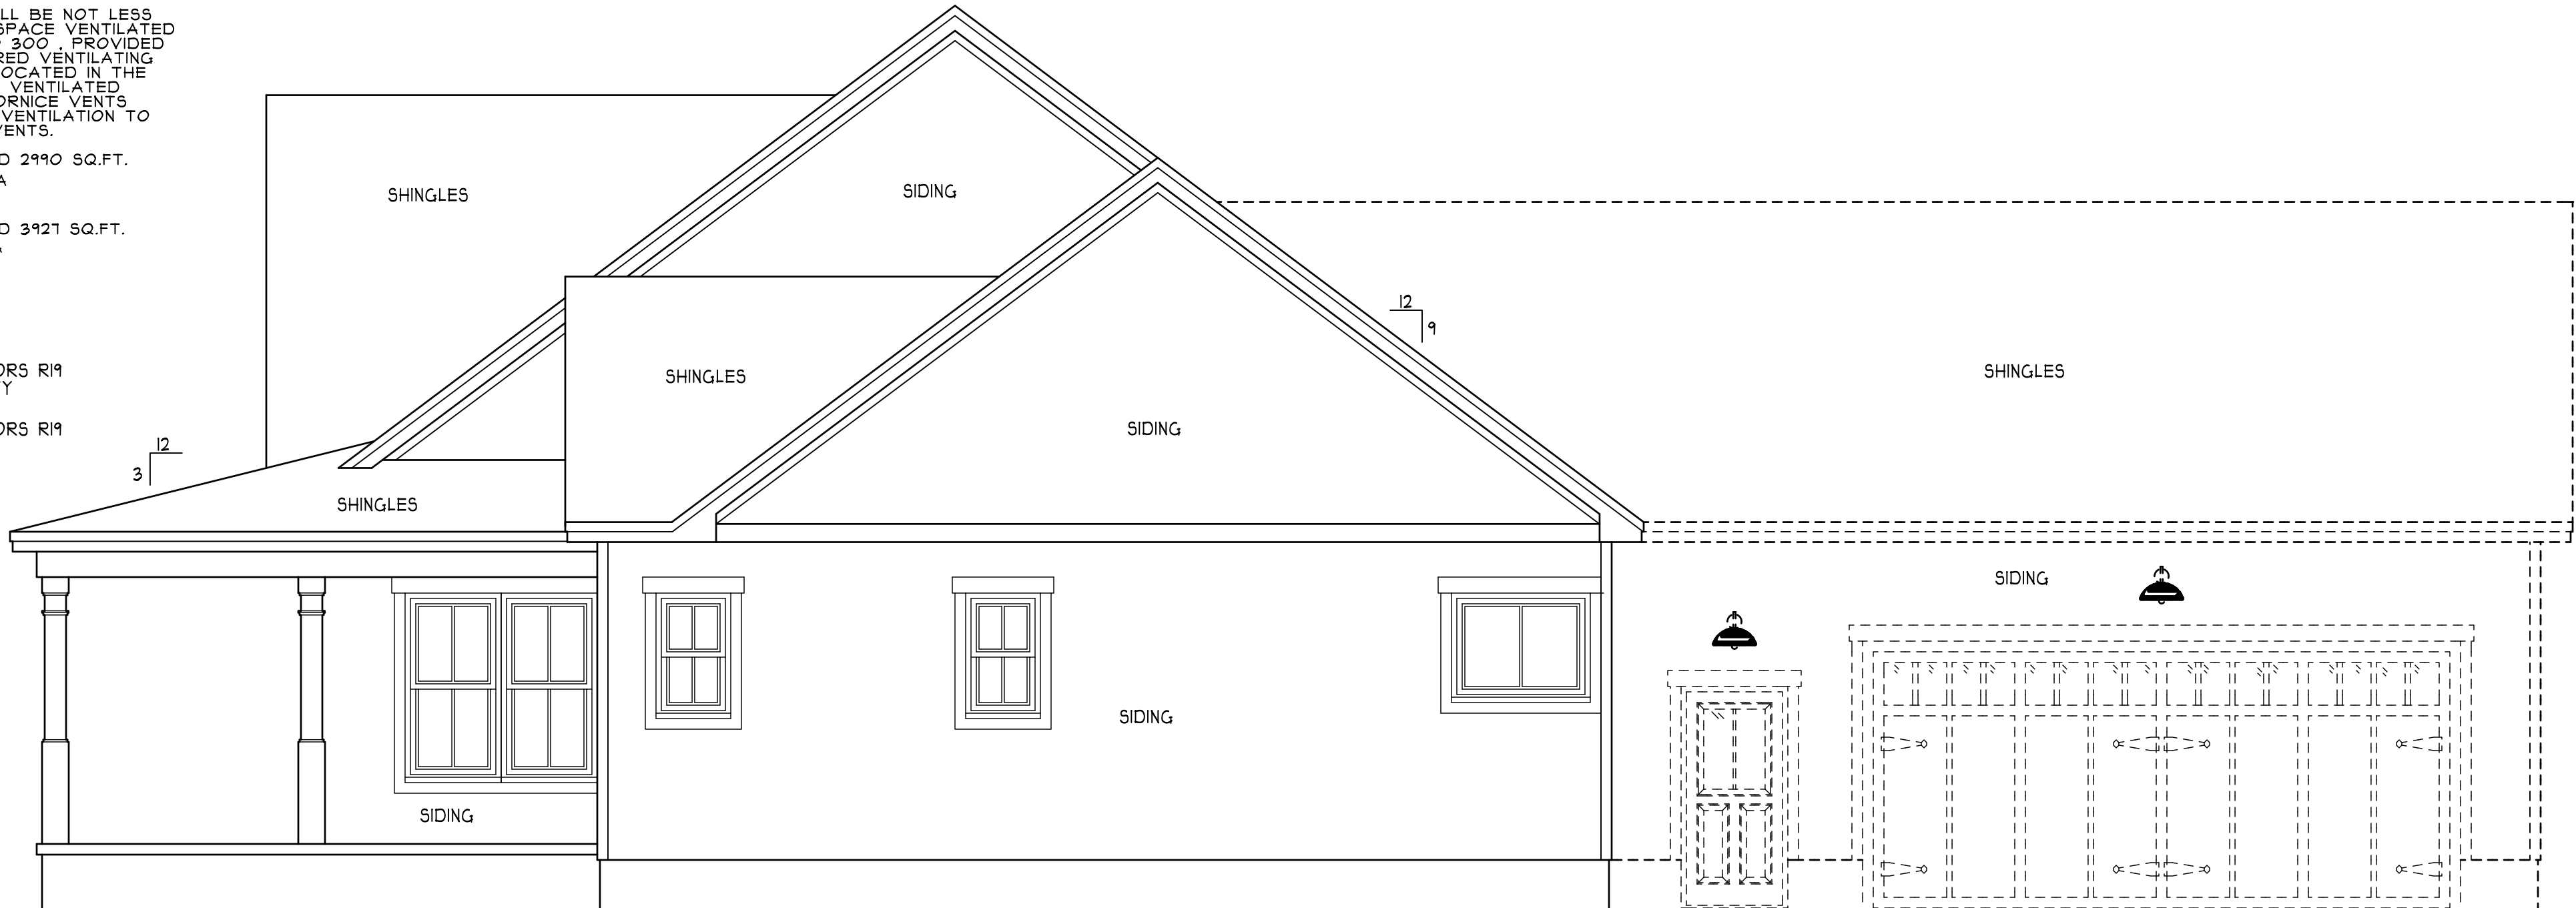 LL BE NOT LESS
SPACE VENTILATED
300 , PROVIDED
RED VENTILATING
OCATED IN THE
VENTILATED
ORNICE VENTS
VENTILATION TO
VENTS.
D 2990 SQ.FT.
A
D 3927 SQ.FT.
ORS R19
Y
ORS R19
SHINGLES
SIDING
12
9
SHINGLES
SHINGLES
SIDING
12
3
SHINGLES
SIDING
SIDING
SIDING